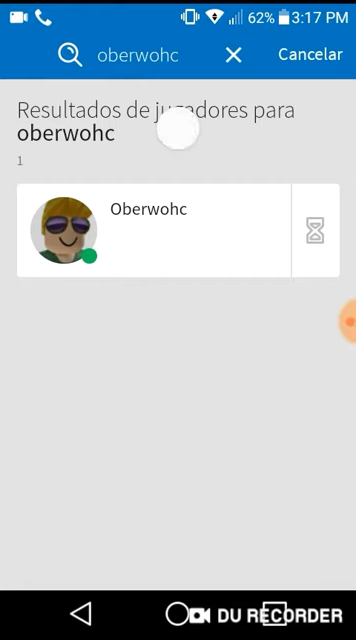 62% 3:17 PM
oberwohc Cancelar
Resultados de jugadores para
oberwohc
1
Oberwohc
DU RECORDER